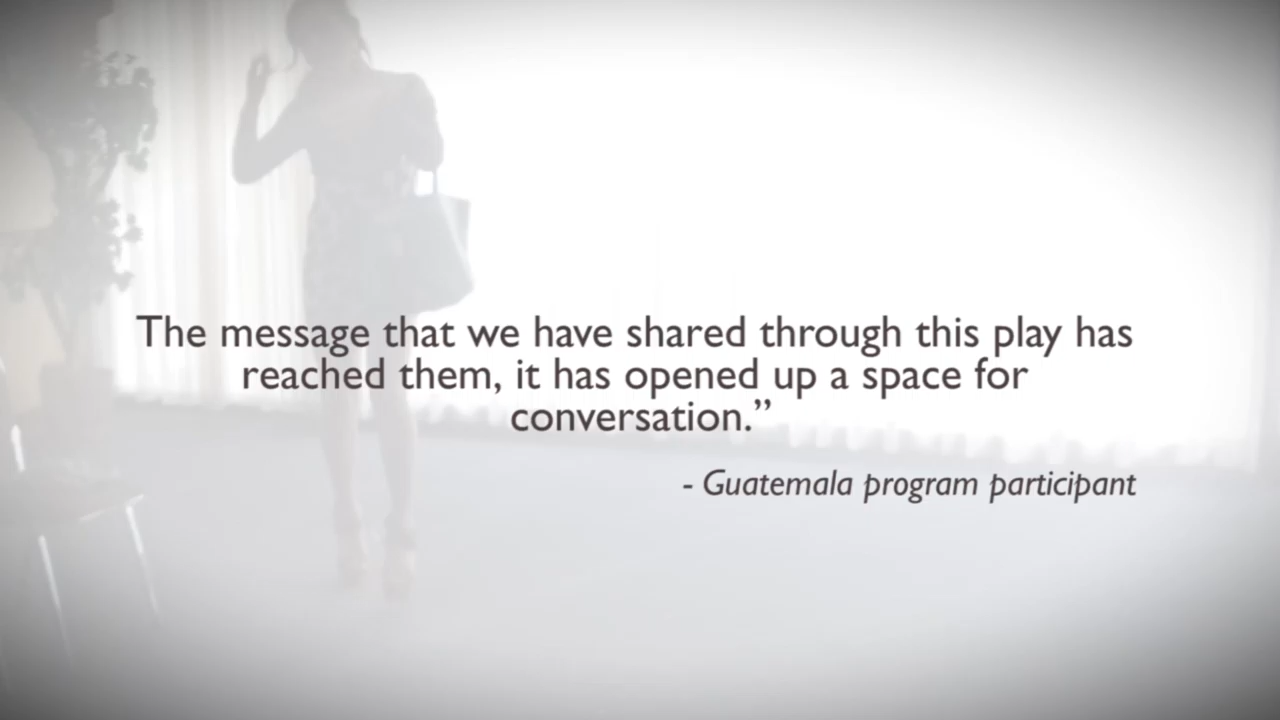 The message that we have shared through this play has
reached them, it has opened up a space for
conversation.”
- Guatemala program participant